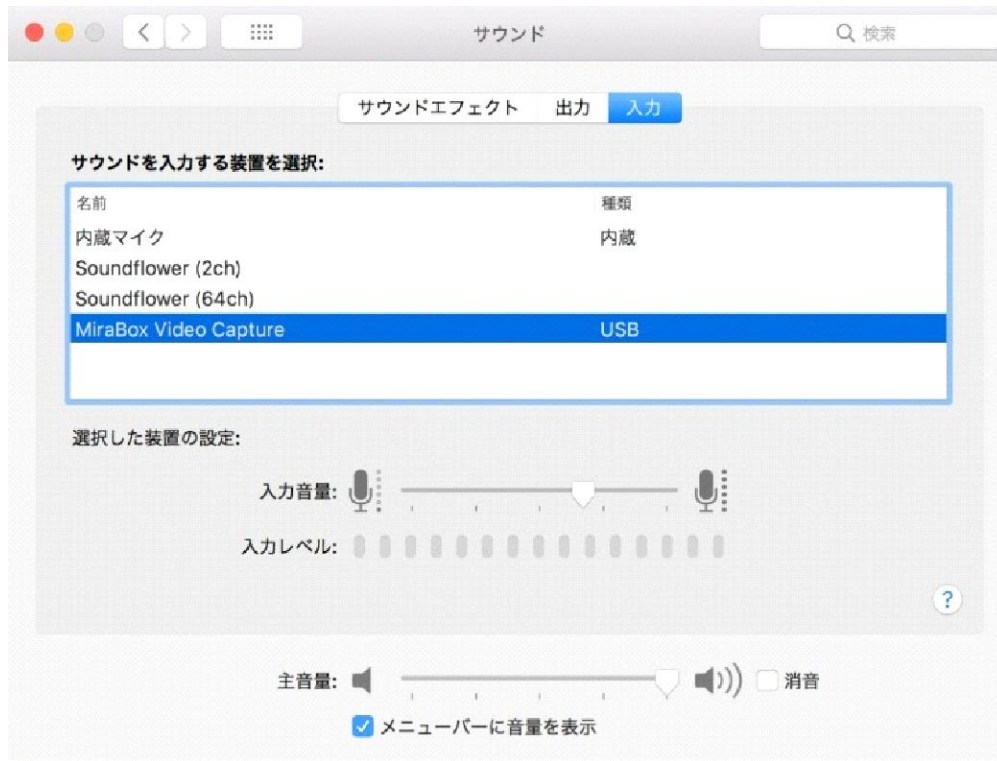 サウンド
検索
サウンドエフェクト 出力 入力
サウンドを入力する装置を選択:
名前 種類
内蔵マイク 内蔵
Soundflower (2ch)
Soundflower (64ch)
MiraBox Video Capture USB
選択した装置の設定:
入力音量:
入力レベル:
?
主音量: 消音
メニューバーに音量を表示